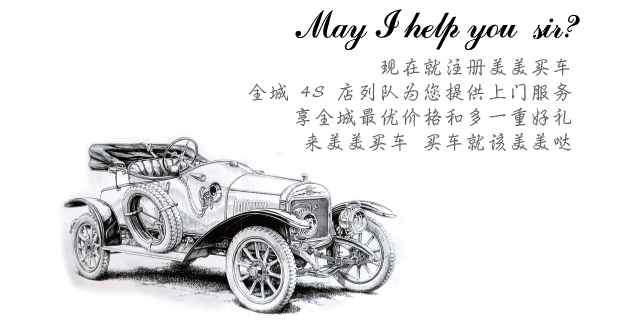 May I help you sir?
现在就注册美美买车
全城 4S 店列队为您提供上门服务
享全城最优价格和多一重好礼
来美美买车 买车就该美美哒